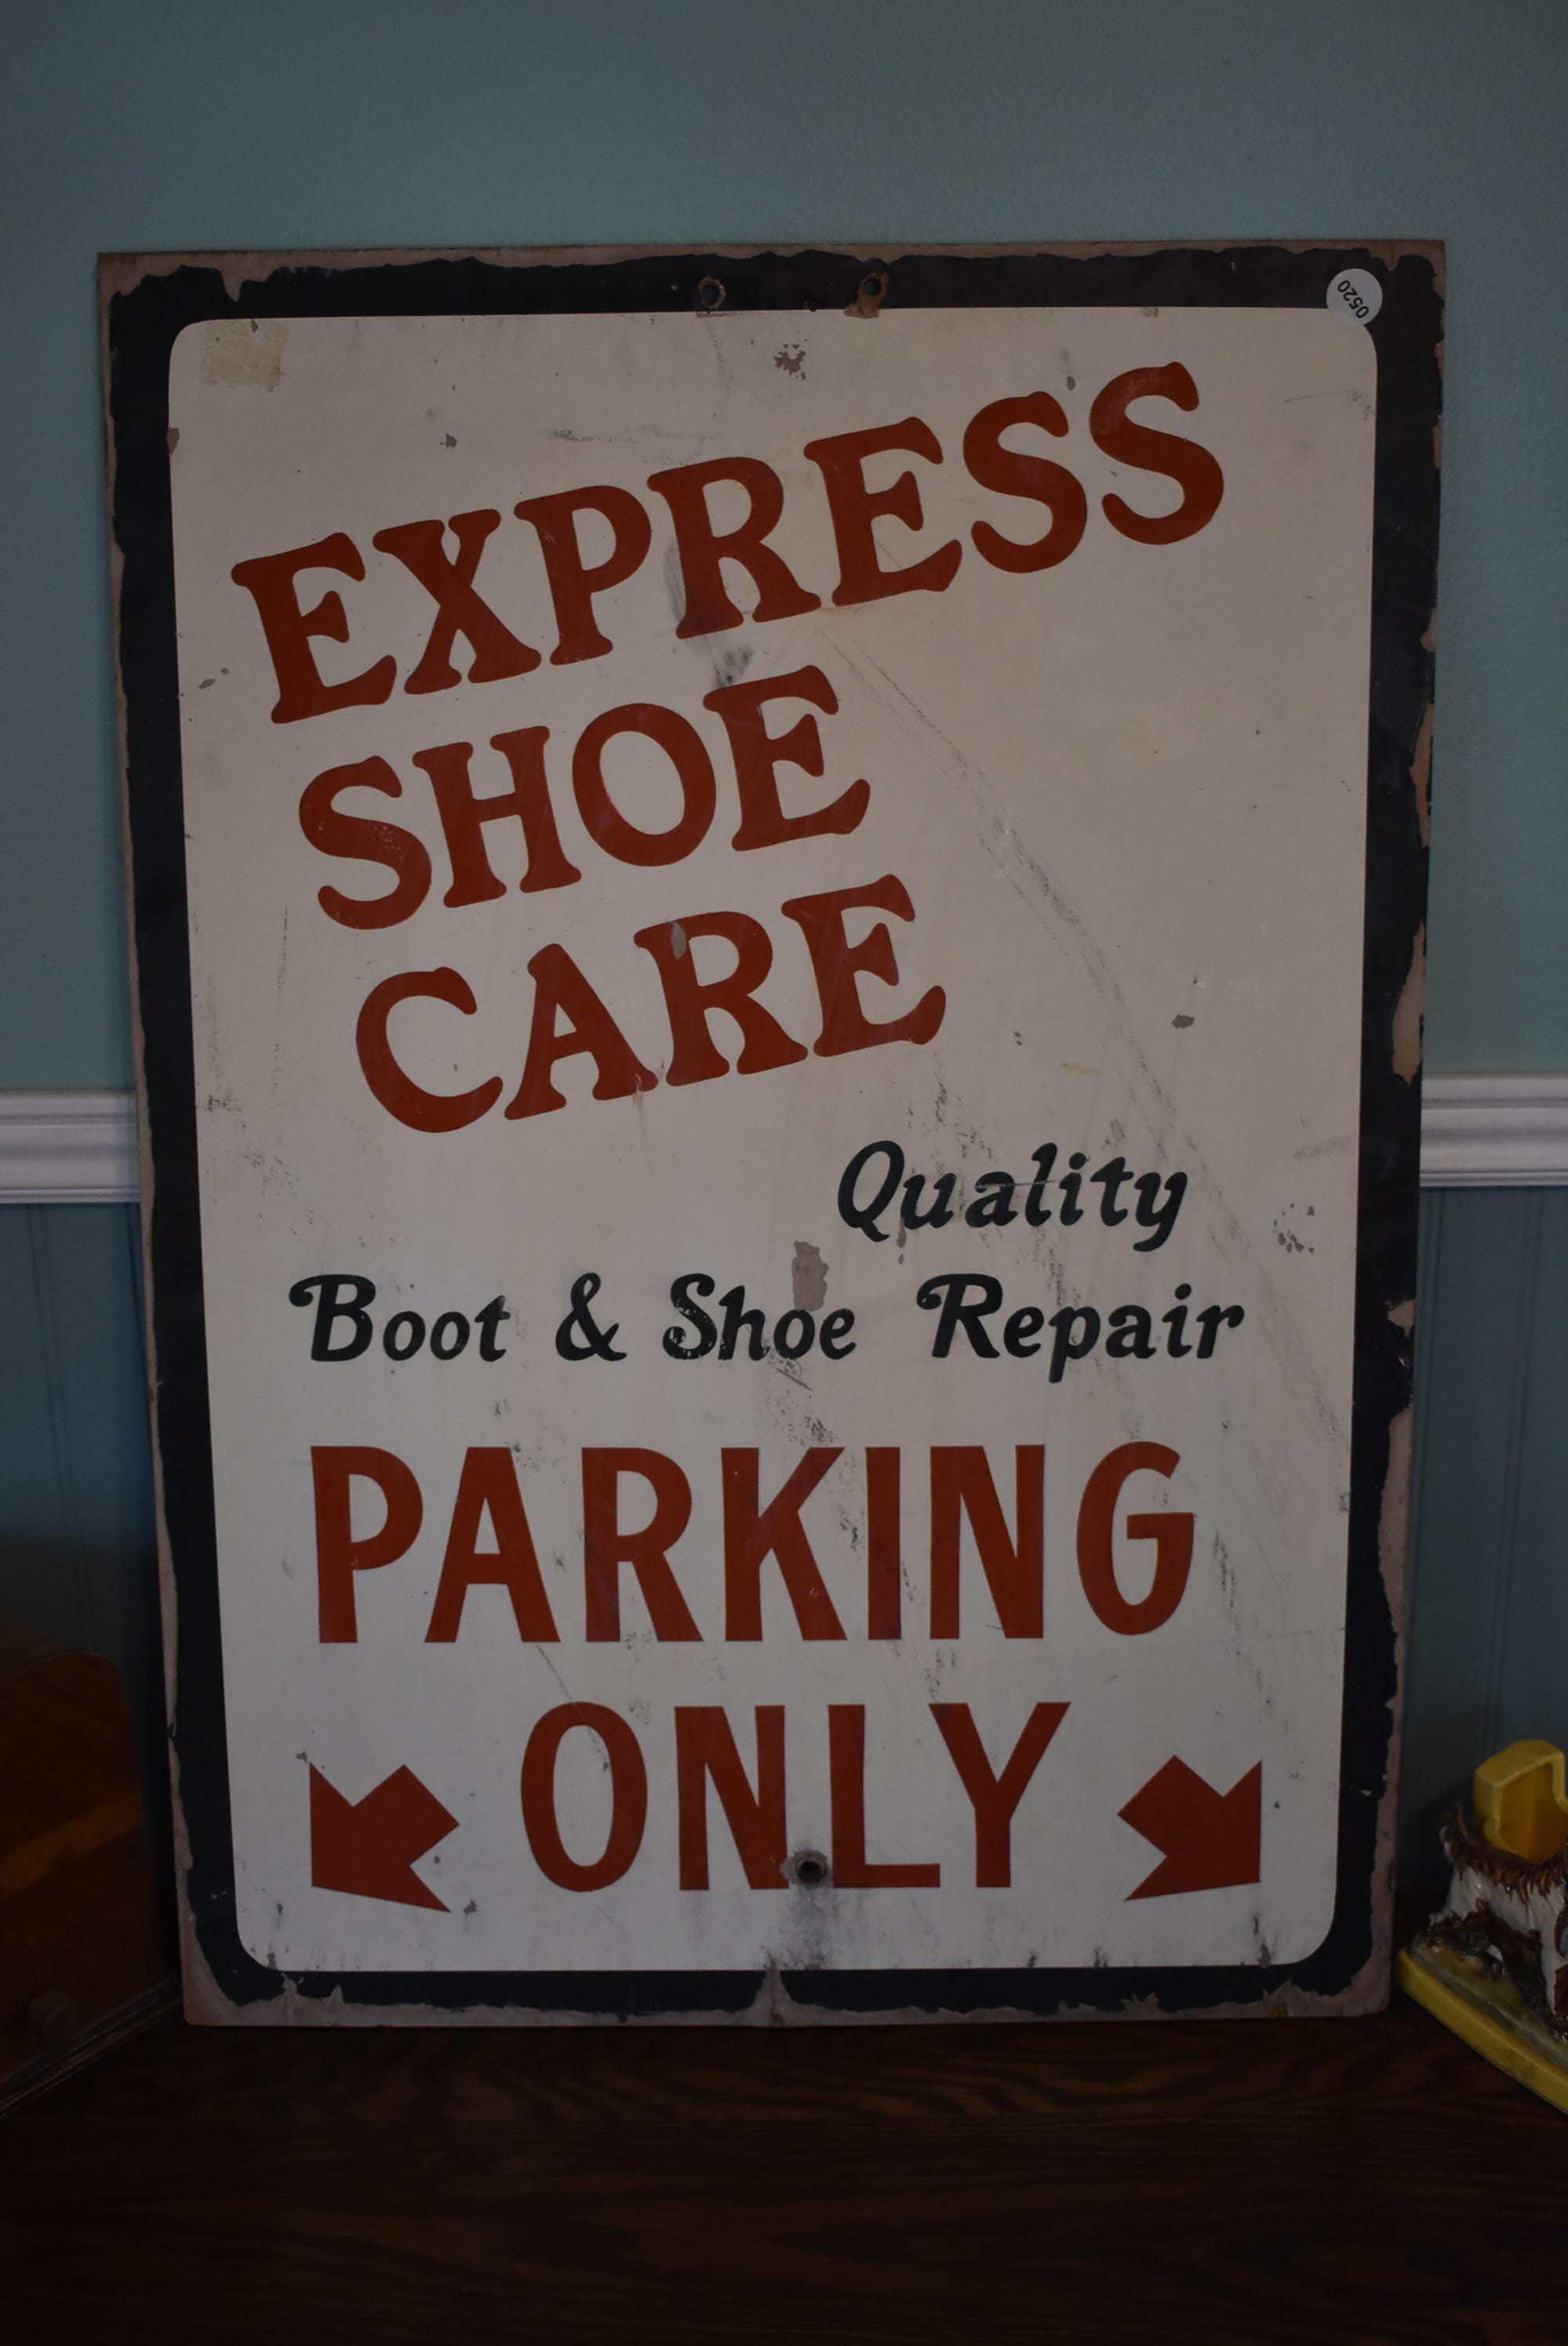 0520
EXPRESS
SHOE
CARE
Quality
Boot & Shoe Repair
PARKING
ONLY